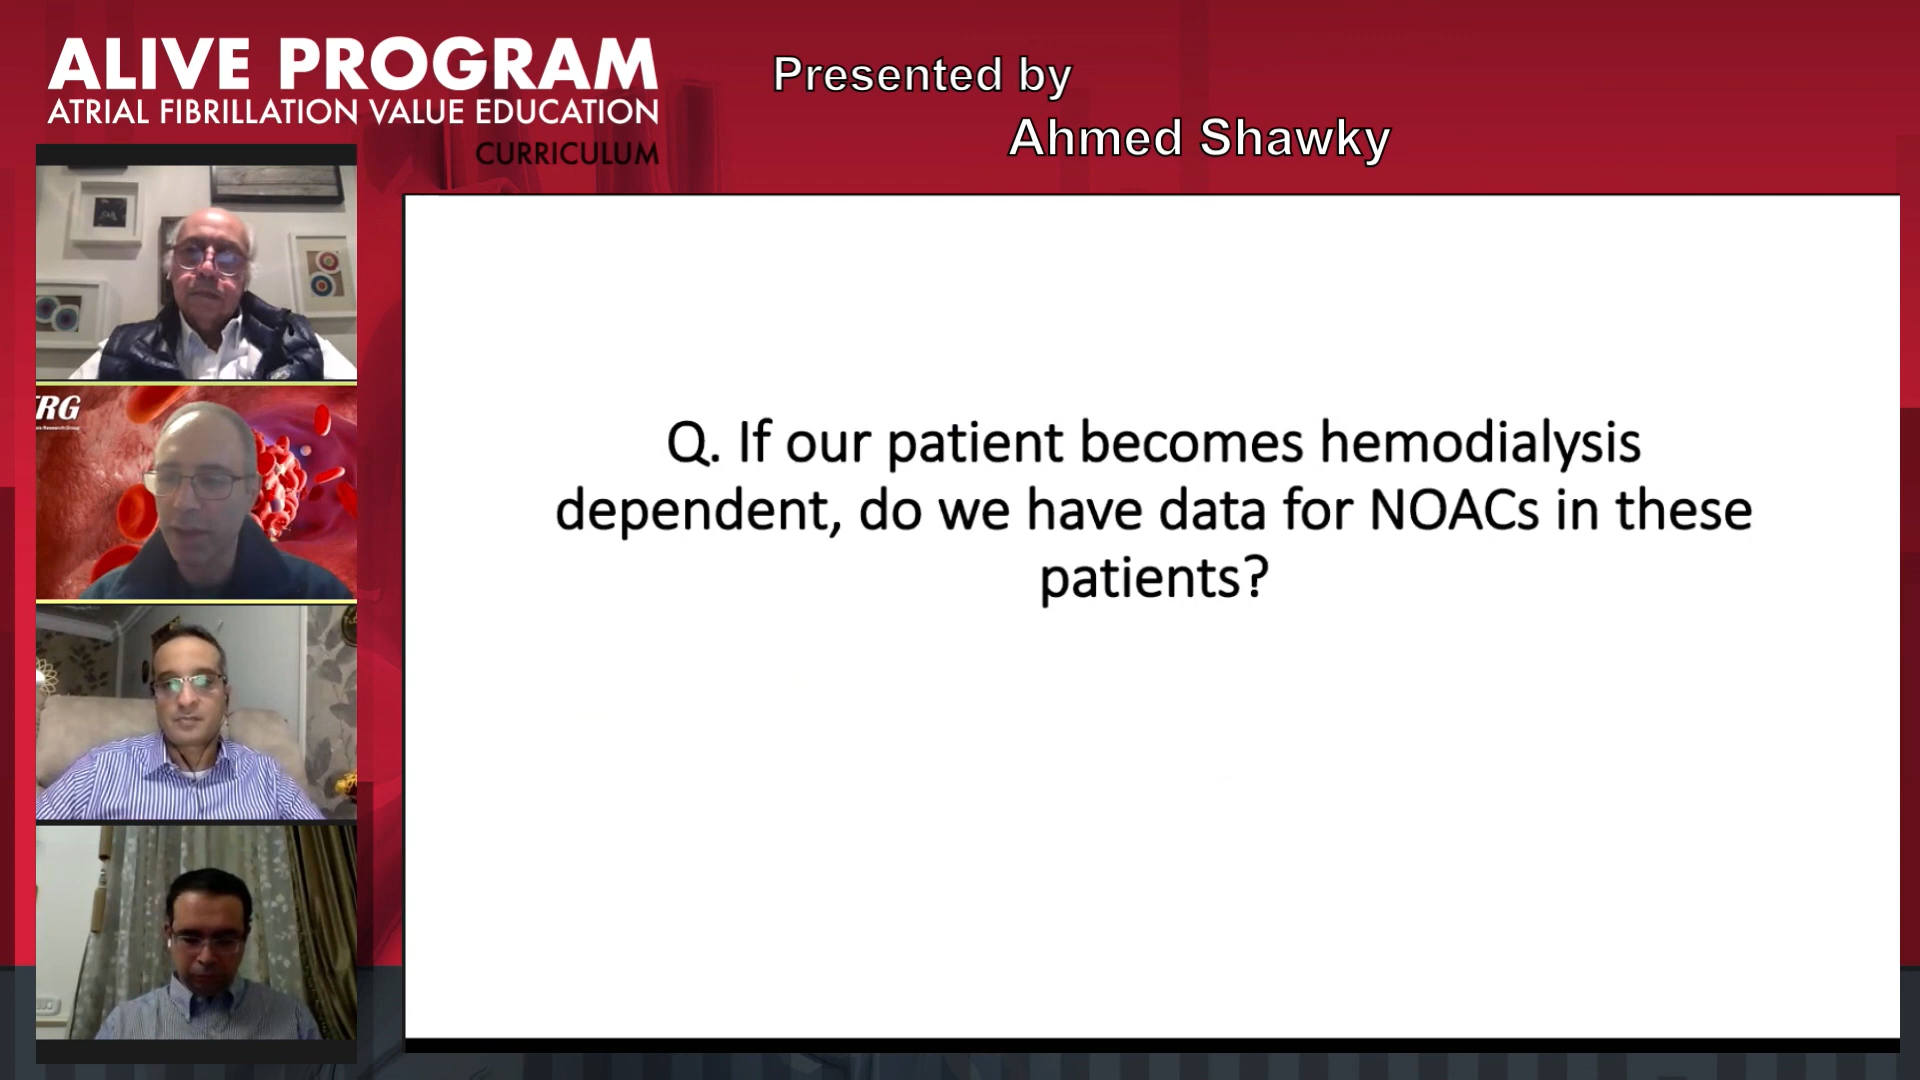 ALIVE PROGRAM
ATRIAL FIBRILLATION VALUE EDUCATION
CURRICULUM
Presented by
Ahmed Shawky
RG
Q. If our patient becomes hemodialysis
dependent, do we have data for NOACs in these
patients?